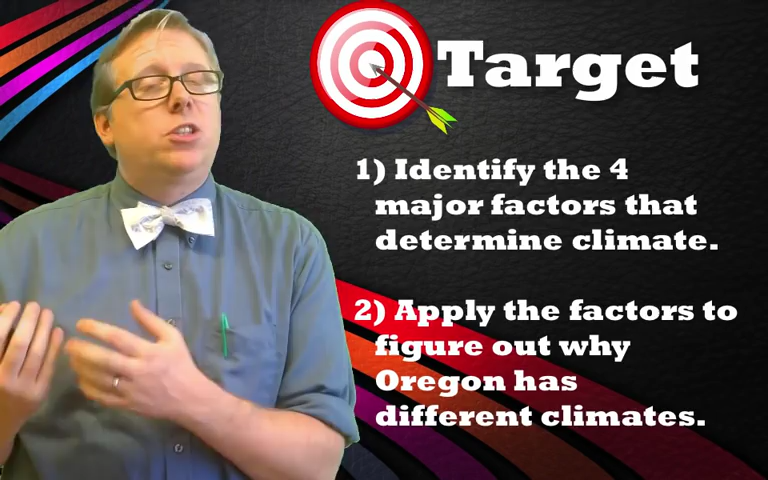 Target
1) Identify the 4
major factors that
determine climate.
2) Apply the factors to
figure out why
Oregon has
different climates.